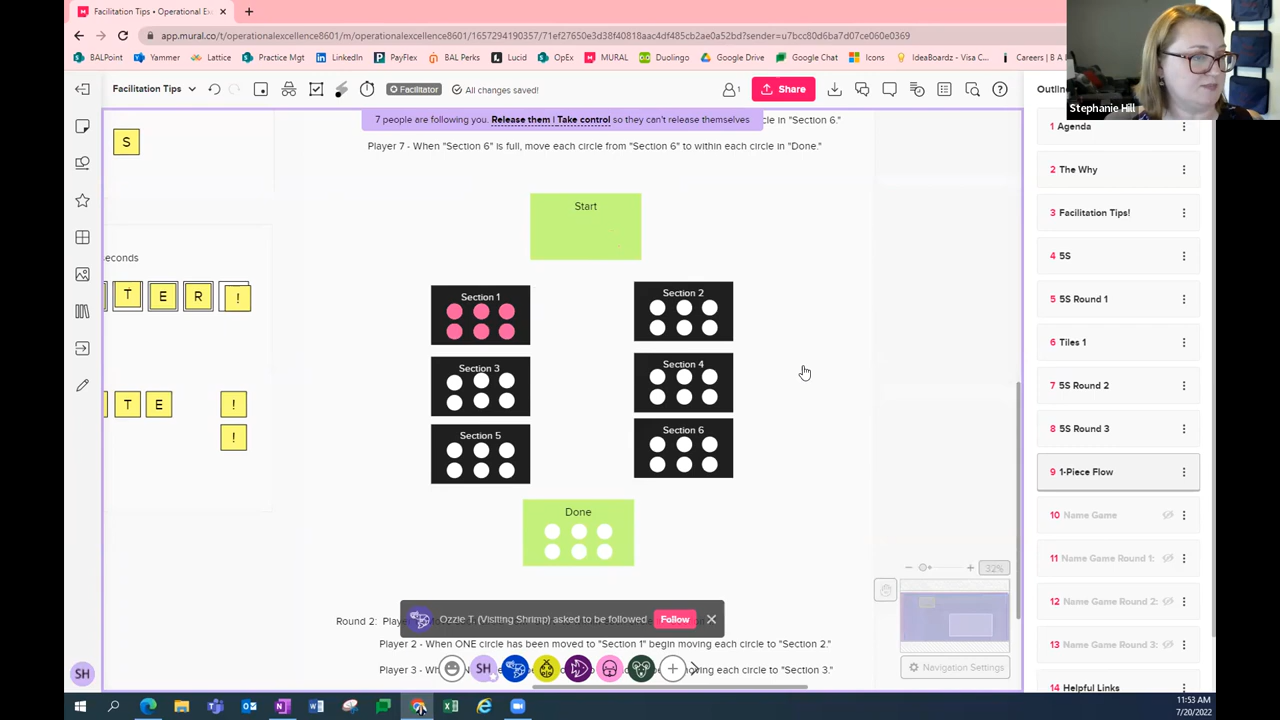 Facilitation Tips • Operational Ex
app.mural.co/t/operationalexcellence8601/m/operationalexcellence8601/1657294190357/71ef27650e3d38f40818aac4df485cb2ae0a52bd?sender=u7bcc80d6ba7d07ce060e0369
BALPoint
Yammer
Lattice
Practice Mgt
LinkedIn
PayFlex
BAL Perks
Lucid
OpEx
MURAL
Duolingo
Google Drive
Google Chat
Icons
IdeaBoardz
- Visa C...
Careers | B A
Stephanie Hill
Facilitation Tips
Facilitator
All changes saved!
1
Share
Outlin
7 people are following you. Release them | Take control so they can't release themselves
cle in "Section 6."
Player 7 - When "Section 6" is full, move each circle from "Section 6" to within each circle in "Done."
S
Start
econds
T E R !
T E !
!
Section 1
Section 2
Section 3
Section 4
Section 5
Section 6
Done
1 Agenda
2 The Why
3 Facilitation Tips!
4 5S
5 5S Round 1
6 Tiles 1
7 5S Round 2
8 5S Round 3
9 1-Piece Flow
10 Name Game
11 Name Game Round 1:
12 Name Game Round 2:
13 Name Game Round 3:
14 Helpful Links
32%
Navigation Settings
Ozzie T. (Visiting Shrimp) asked to be followed
Follow
Round 2: Player
Player 2 - When ONE circle has been moved to "Section 1" begin moving each circle to "Section 2."
Player 3 - Wh
oving each circle to "Section 3."
SH
SH
11:53 AM
7/20/2022